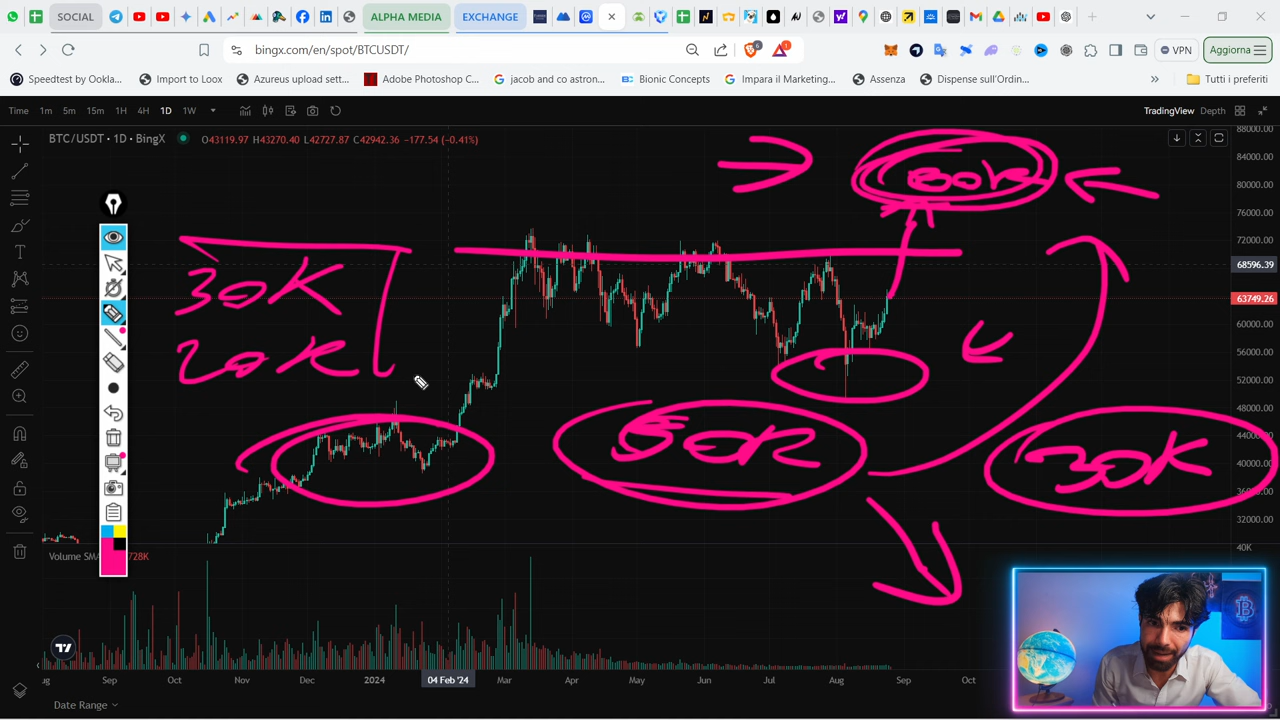 SOCIAL
ALPHA MEDIA
EXCHANGE
bingx.com/en/spot/BTCUSDT/
6
1
VPN
Aggiorna
Speedtest by Ookla...
Import to Loox
Azureus upload sett...
Adobe Photoshop C...
jacob and co astron...
Bionic Concepts
Impara il Marketing...
Assenza
Dispense sull'Ordin...
Tutti i preferiti
Time 1m 5m 15m 1H 4H 1D 1W
TradingView Depth
BTC/USDT • 1D • BingX O43119.97 H43270.40 L42727.87 C42942.36 −177.54 (−0.41%)
88000.00
84000.00
80000.00
76000.00
72000.00
68596.39
63749.26
60000.00
56000.00
52000.00
48000.00
44000.00
40000.00
36000.00
32000.00
30K
20K
30K
Volume SMA
728K
40K
Sep Oct Nov Dec 2024 04 Feb '24 Mar Apr May Jun Jul Aug Sep Oct
Date Range